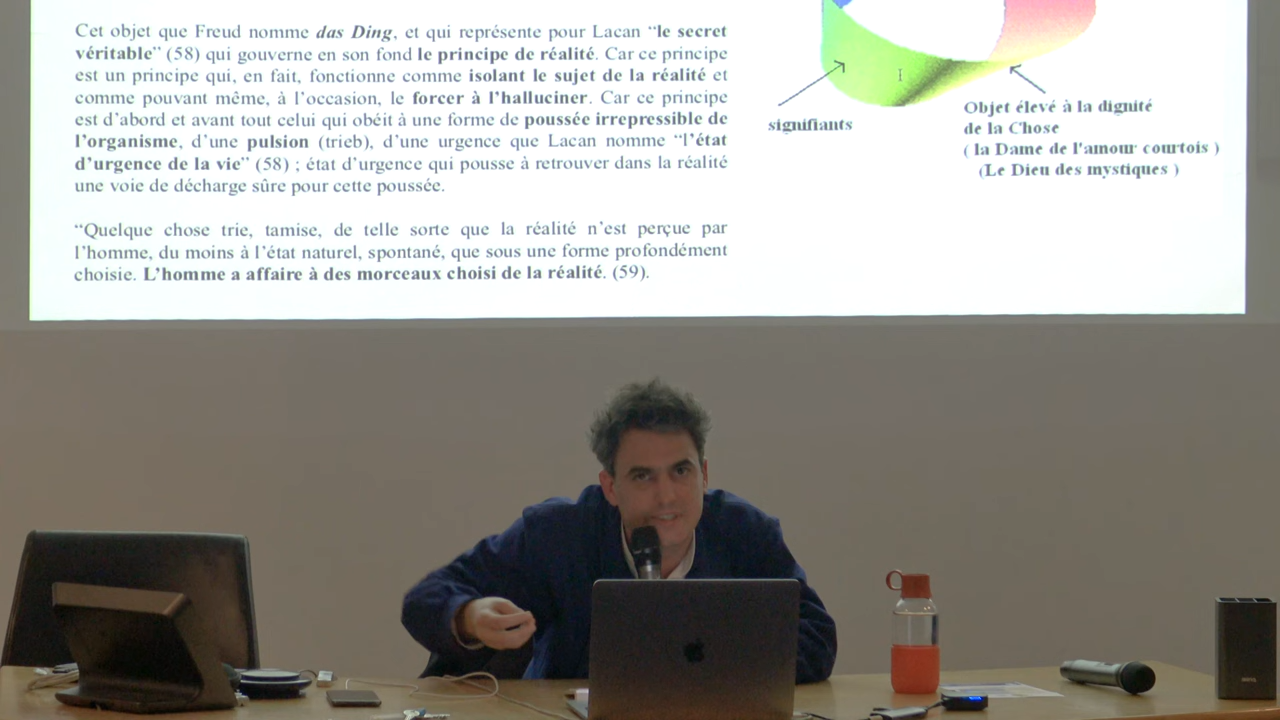 Cet objet que Freud nomme das Ding, et qui représente pour Lacan “le secret
véritable” (58) qui gouverne en son fond le principe de réalité. Car ce principe
est un principe qui, en fait, fonctionne comme isolant le sujet de la réalité et
comme pouvant même, à l’occasion, le forcer à l’halluciner. Car ce principe
est d’abord et avant tout celui qui obéit à une forme de poussée irrepressible de
l’organisme, d’une pulsion (trieb), d’une urgence que Lacan nomme “l’état
d’urgence de la vie” (58) ; état d’urgence qui pousse à retrouver dans la réalité
une voie de décharge sûre pour cette poussée.
“Quelque chose trie, tamise, de telle sorte que la réalité n’est perçue par
l’homme, du moins à l’état naturel, spontané, que sous une forme profondément
choisie. L’homme a affaire à des morceaux choisi de la réalité. (59).
I
signifiants
Objet élevé à la dignité
de la Chose
( la Dame de l'amour courtois )
(Le Dieu des mystiques )